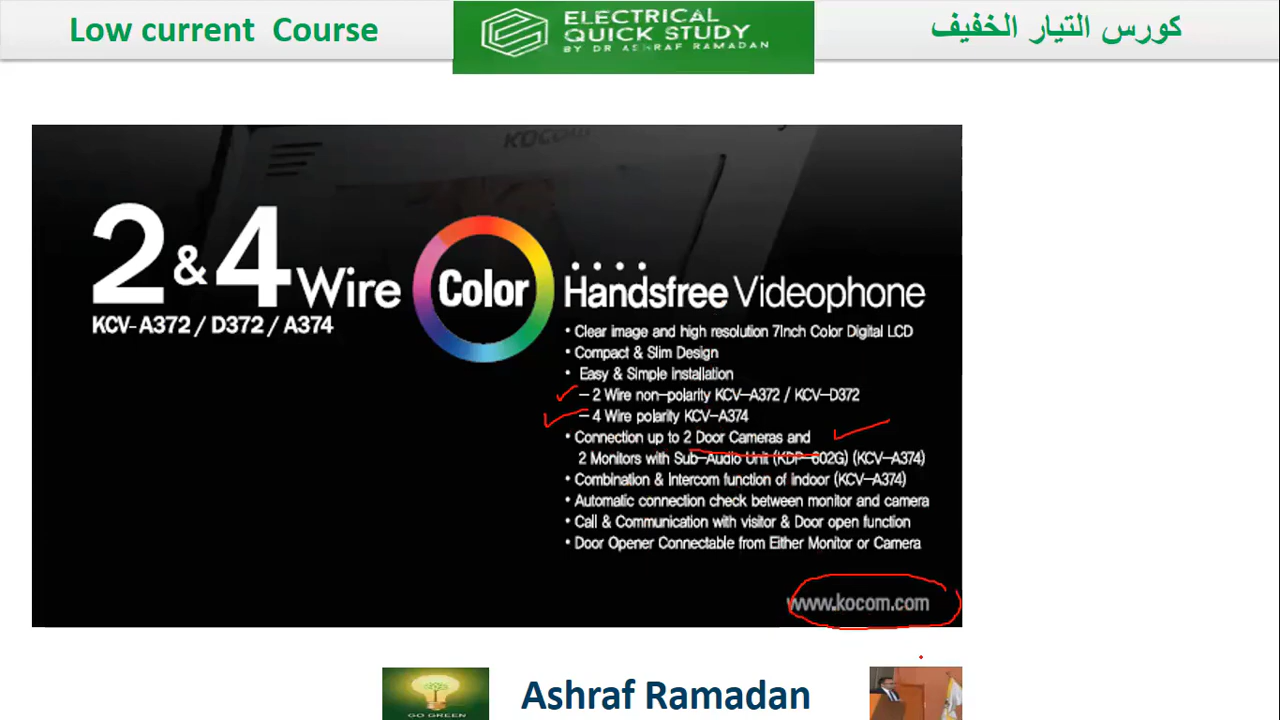 Low current Course
ELECTRICAL
QUICK STUDY
BY DR ASHRAF RAMADAN
كورس التيار الخفيف
KOCOM
2&4 Wire Color Handsfree Videophone
KCV-A372 / D372 / A374
• Clear image and high resolution 7Inch Color Digital LCD
• Compact & Slim Design
• Easy & Simple Installation
- 2 Wire non-polarity KCV-A372 / KCV-D372
- 4 Wire polarity KCV-A374
• Connection up to 2 Door Cameras and
2 Monitors with Sub-Audio Unit (KDP-602G) (KCV-A374)
• Combination & Intercom function of indoor (KCV-A374)
• Automatic connection check between monitor and camera
• Call & Communication with visitor & Door open function
• Door Opener Connectable from Either Monitor or Camera
www.kocom.com
GO GREEN
Ashraf Ramadan